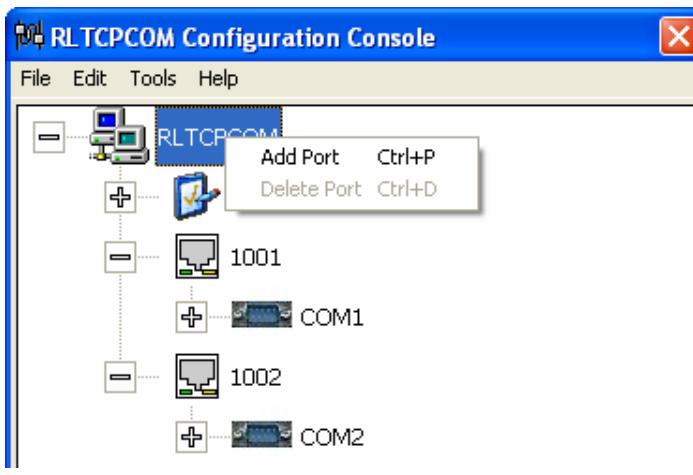 RLTCPCOM Configuration Console
File Edit Tools Help
RLTCPCOM
Add Port Ctrl+P
Delete Port Ctrl+D
1001
COM1
1002
COM2